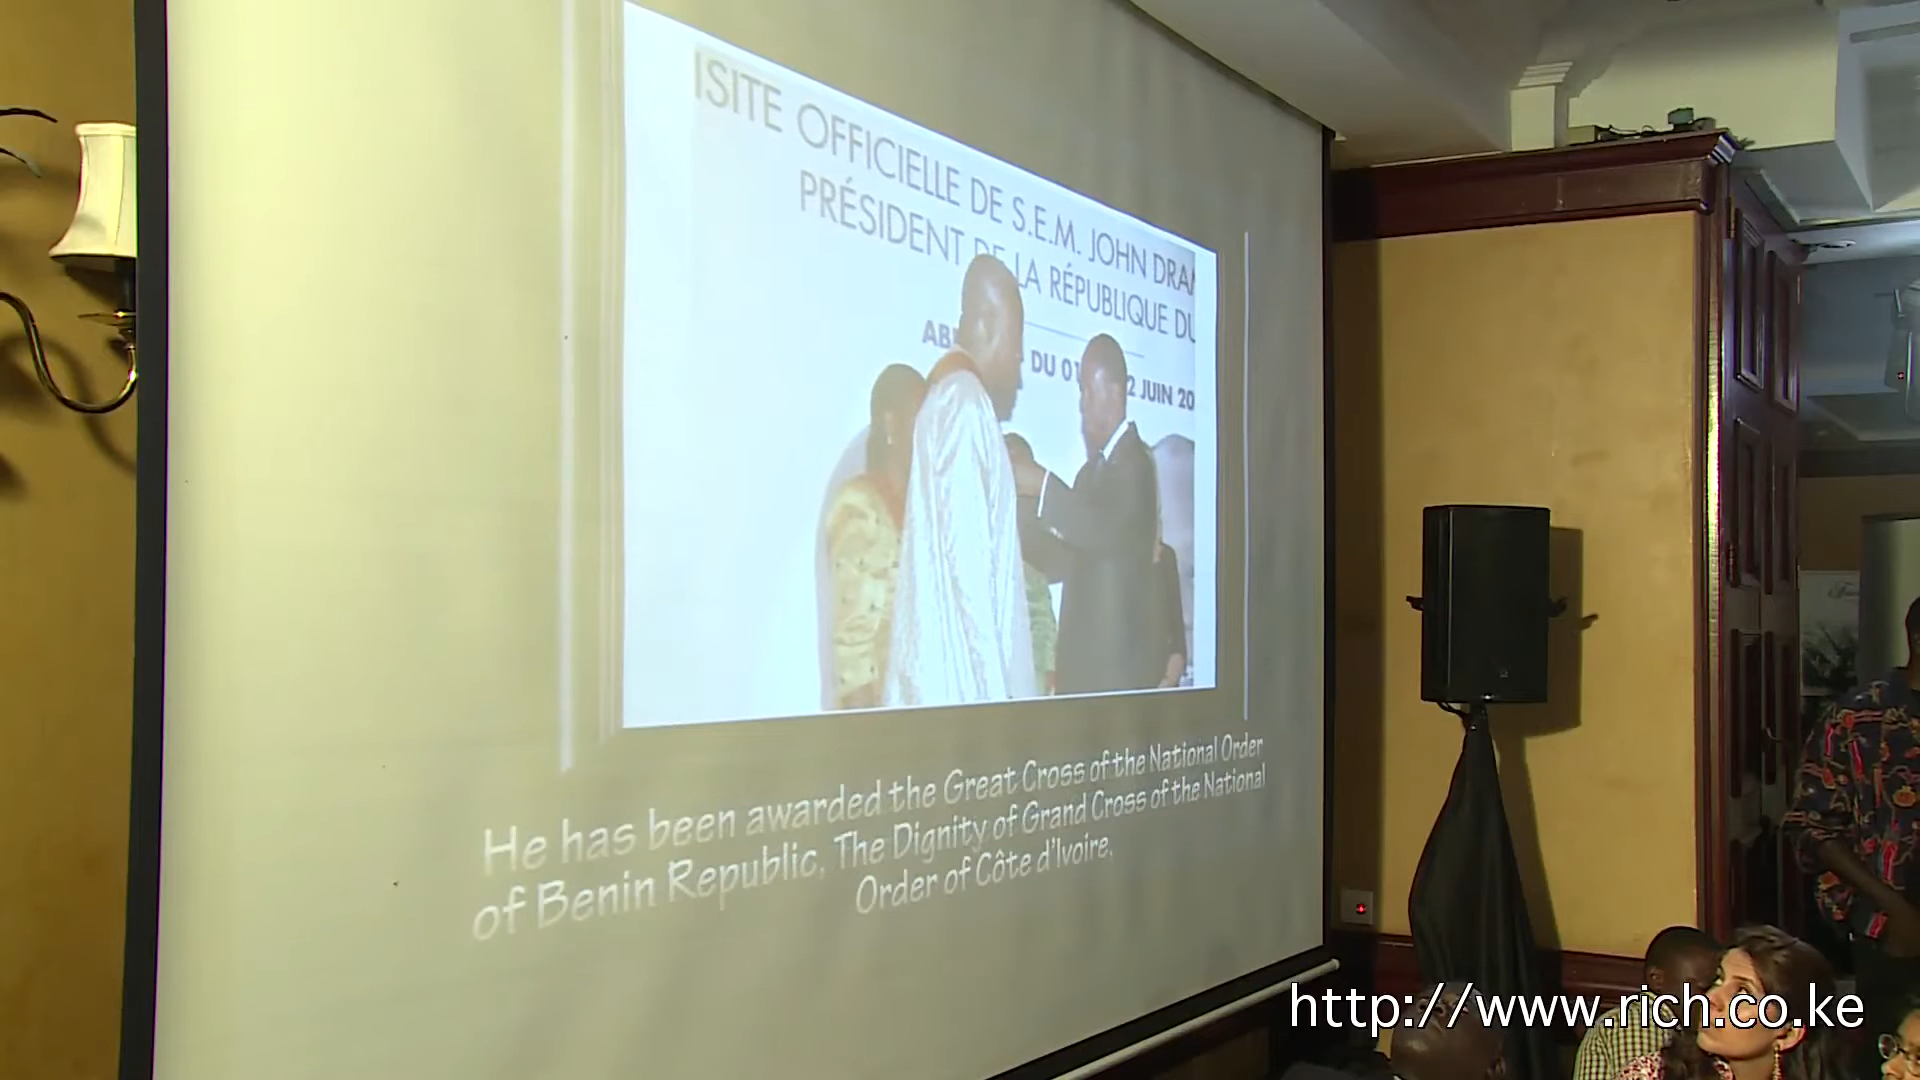 ISITE OFFICIELLE DE S.E.M. JOHN DRAM
PRÉSIDENT DE LA RÉPUBLIQUE DU
DU 01 2 JUIN 20
He has been awarded the Great Cross of the National Order
of Benin Republic, The Dignity of Grand Cross of the National
Order of Côte d'Ivoire.
http://www.rich.co.ke